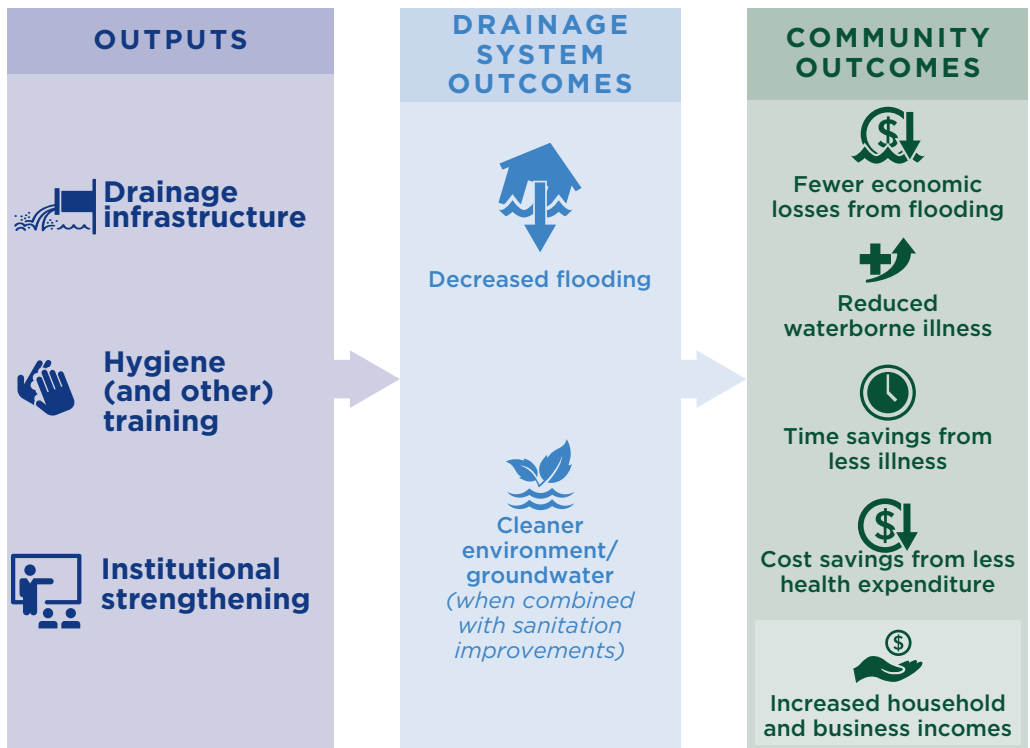 OUTPUTS
Drainage
infrastructure
Hygiene
(and other)
training
Institutional
strengthening
DRAINAGE
SYSTEM
OUTCOMES
Decreased flooding
Cleaner
environment/
groundwater
(when combined
with sanitation
improvements)
COMMUNITY
OUTCOMES
$
Fewer economic
losses from flooding
Reduced
waterborne illness
Time savings from
less illness
$
Cost savings from less
health expenditure
$
Increased household
and business incomes